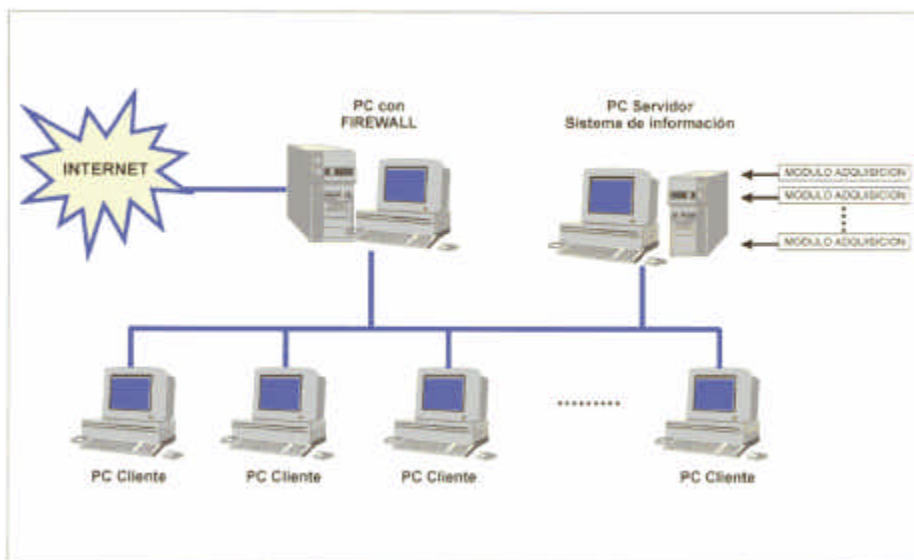 PC con
FIREWALL
PC Servidor
Sistema de información
INTERNET
MODULO ADQUISICION
MODULO ADQUISICION
MODULO ADQUISICION
PC Cliente
PC Cliente
PC Cliente
PC Cliente